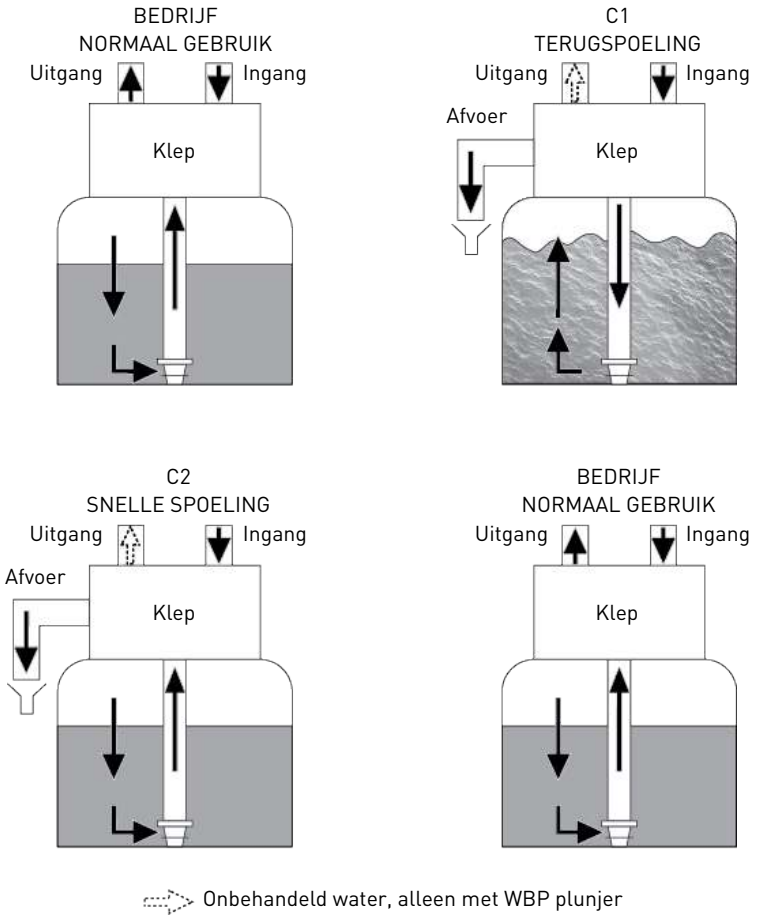 BEDRIJF
NORMAAL GEBRUIK
Uitgang
Ingang
Klep
C1
TERUGSPOELING
Uitgang
Ingang
Afvoer
Klep
C2
SNELLE SPOELING
Uitgang
Ingang
Afvoer
Klep
BEDRIJF
NORMAAL GEBRUIK
Uitgang
Ingang
Klep
Onbehandeld water, alleen met WBP plunjer